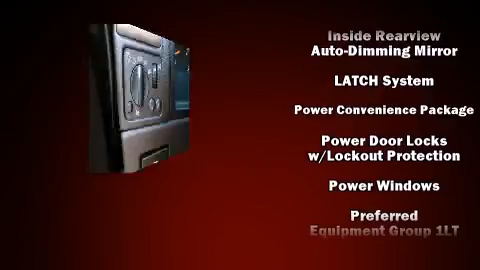 Inside Rearview
Auto-Dimming Mirror
LATCH System
Power Convenience Package
Power Door Locks
w/Lockout Protection
Power Windows
Preferred
Equipment Group 1LT